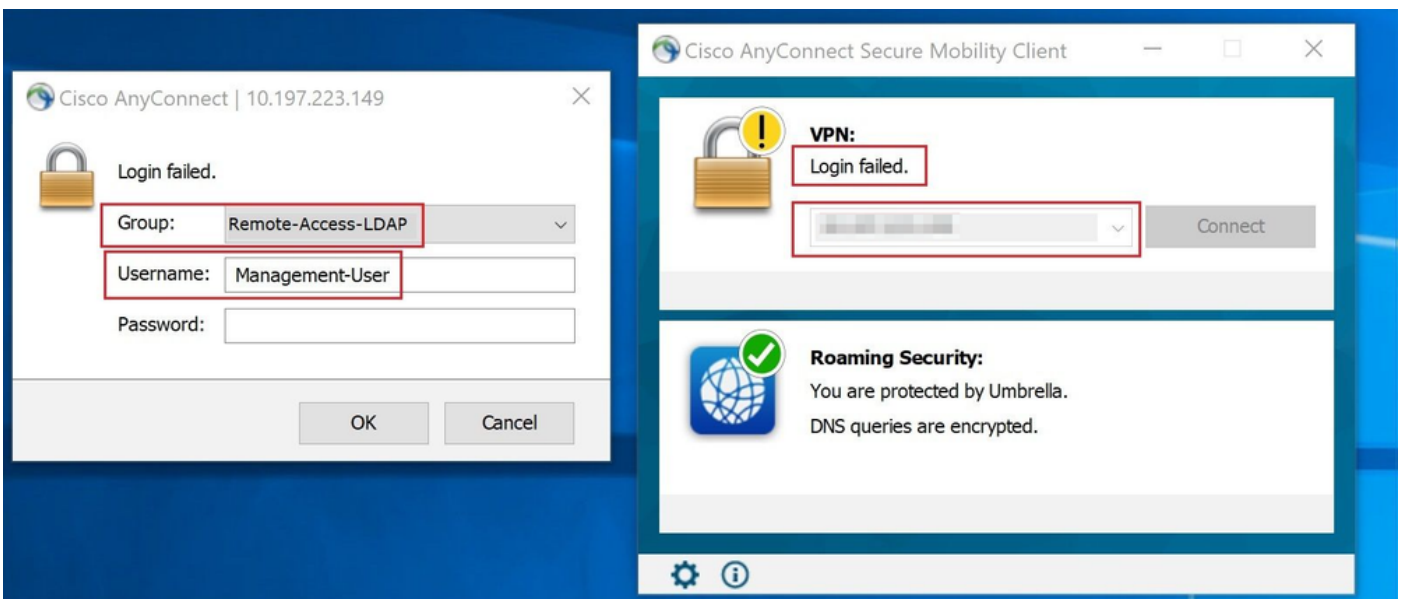 Cisco AnyConnect | 10.197.223.149
Login failed.
Group: Remote-Access-LDAP
Username: Management-User
Password:
OK Cancel
Cisco AnyConnect Secure Mobility Client
VPN:
Login failed.
Connect
Roaming Security:
You are protected by Umbrella.
DNS queries are encrypted.